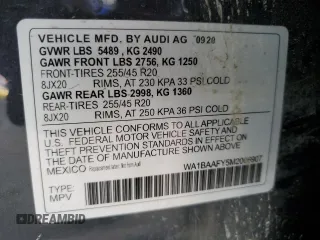 VEHICLE MFD. BY AUDI AG 09 20
GVWR LBS 5489, KG 2490
GAWR FRONT LBS 2756, KG 1250
FRONT-TIRES 255/45 R20
8JX20 RIMS, AT 230 KPA 33 PSI COLD
GAWR REAR LBS 2998, KG 1360
REAR-TIRES 255/45 R20
8JX20 RIMS, AT 250 KPA 36 PSI COLD
THIS VEHICLE CONFORMS TO ALL APPLICABLE
U.S. FEDERAL MOTOR VEHICLE SAFETY AND
THEFT PREVENTION STANDARDS IN EFFECT ON
THE DATE OF MANUFACTURE SHOWN ABOVE.
MEXICO
TYPE:
MPV
DREAMBID.COM